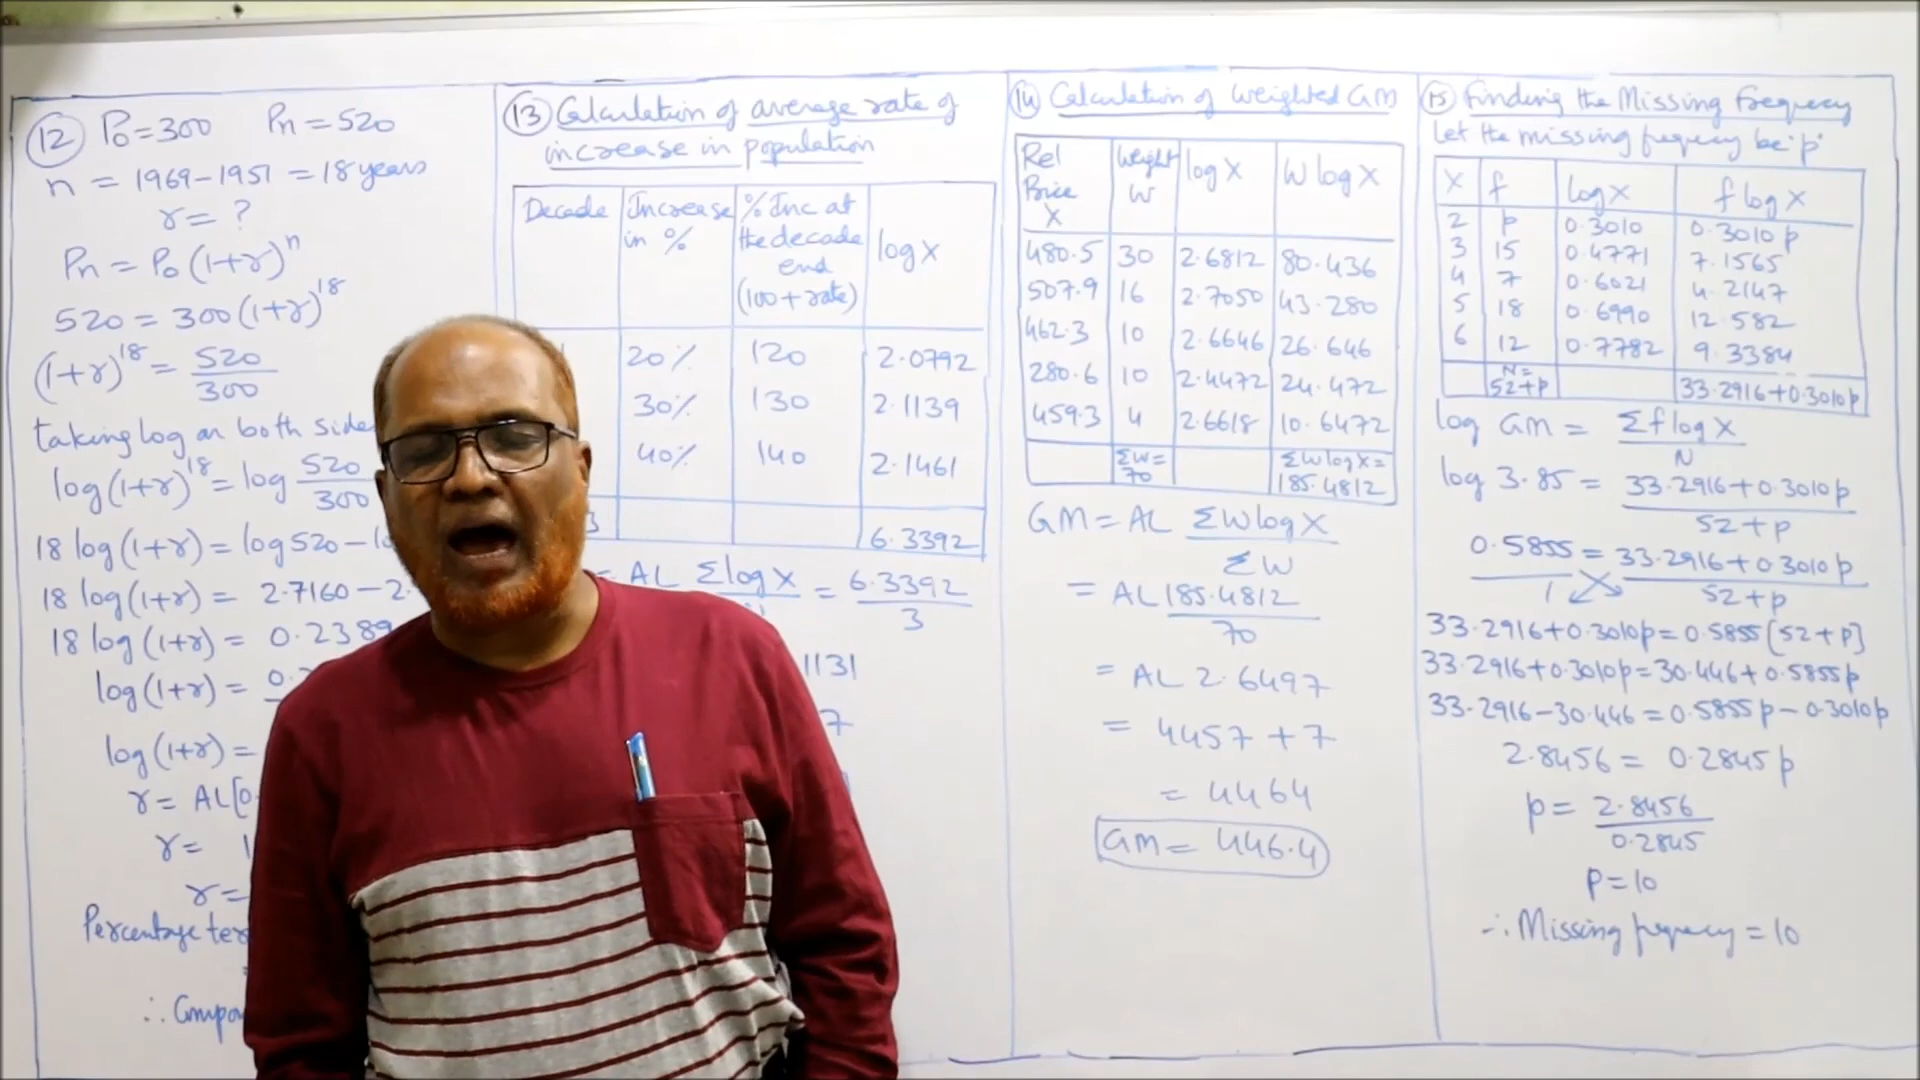 12 P0=300 Pn=520
n = 1969-1951 = 18 years
r = ?
Pn = P0 (1+r)^n
520 = 300 (1+r)^18
(1+r)^18 = 520/300
taking log on both side
log (1+r)^18 = log 520/300
18 log (1+r) = log 520 -
18 log (1+r) = 2.7160 - 2.
18 log (1+r) = 0.2389
log (1+r) = 0.
log (1+r) =
r = AL[0.
r = 1
r =
Percentage
=
∴
13 Calculation of average rate of
increase in population
Decade Increase in % % Inc at the decade end (100 + rate) log X
20% 120 2.0792
30% 130 2.1139
40% 140 2.1461
3 6.3392
= AL Σ log X = 6.3392/3
1131
7
14 Calculation of weighted GM
Rel Price X Weight W log X W log X
480.5 30 2.6812 80.436
507.9 16 2.7050 43.280
462.3 10 2.6646 26.646
280.6 10 2.4472 24.472
459.3 4 2.6618 10.6472
ΣW = 70 ΣW log X = 185.4812
GM = AL ΣW log X / ΣW
= AL 185.4812 / 70
= AL 2.6497
= 4457 + 7
= 4464
GM = 446.4
15 Finding the Missing frequecy
Let the missing frequecy be 'p'
X f log X f log X
2 p 0.3010 0.3010 p
3 15 0.4771 7.1565
4 7 0.6021 4.2147
5 18 0.6990 12.582
6 12 0.7782 9.3384
N = 52+p 33.2916+0.3010p
log GM = Σ f log X / N
log 3.85 = 33.2916+0.3010p / 52+p
0.5855 / 1 = 33.2916+0.3010p / 52+p
33.2916+0.3010p = 0.5855 [52+p]
33.2916+0.3010p = 30.446+0.5855p
33.2916-30.446 = 0.5855p - 0.3010p
2.8456 = 0.2845 p
p = 2.8456 / 0.2845
p = 10
∴ Missing frequecy = 10